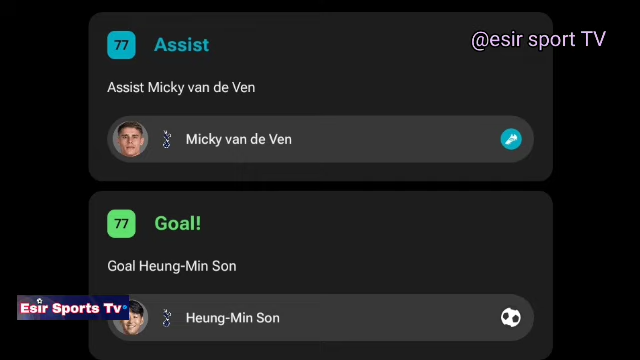 @esir sport TV
77 Assist
Assist Micky van de Ven
Micky van de Ven
77 Goal!
Goal Heung-Min Son
Esir Sports Tv
Heung-Min Son